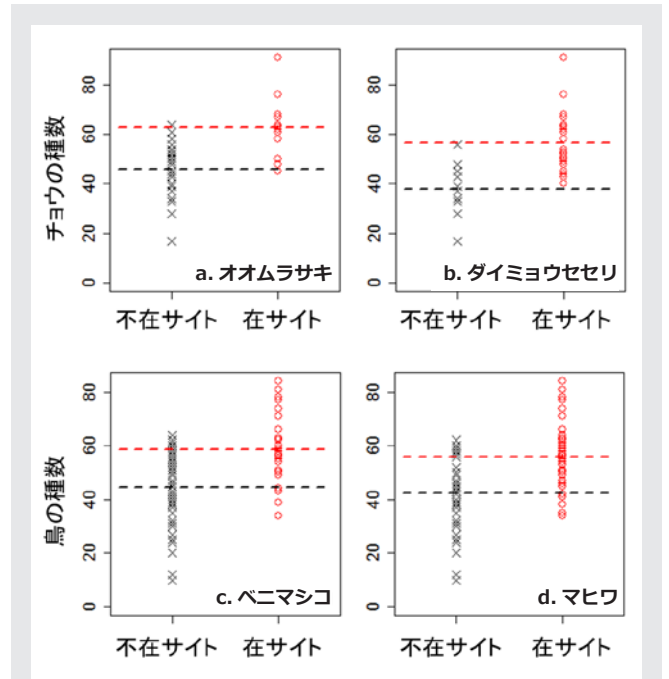 チョウの種数
80
60
40
20
0
a. オオムラサキ
不在サイト 在サイト
80
60
40
20
0
b. ダイミョウセセリ
不在サイト 在サイト
鳥の種数
80
60
40
20
0
c. ベニマシコ
不在サイト 在サイト
80
60
40
20
0
d. マヒワ
不在サイト 在サイト